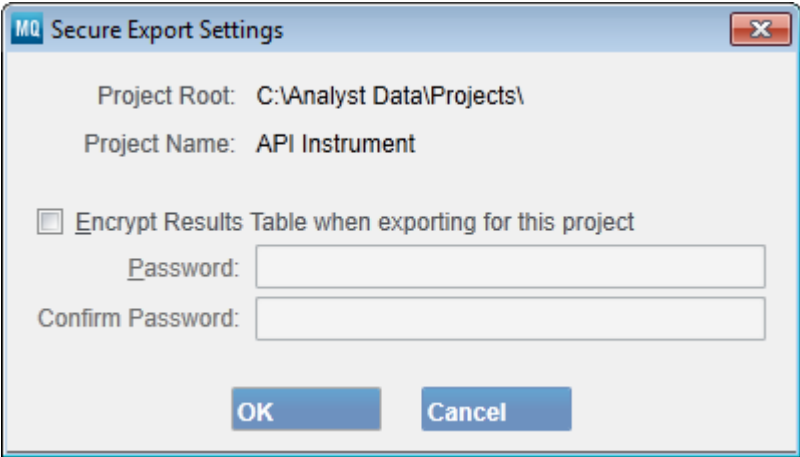 MQ Secure Export Settings
Project Root: C:\Analyst Data\Projects\
Project Name: API Instrument
Encrypt Results Table when exporting for this project
Password:
Confirm Password:
OK Cancel